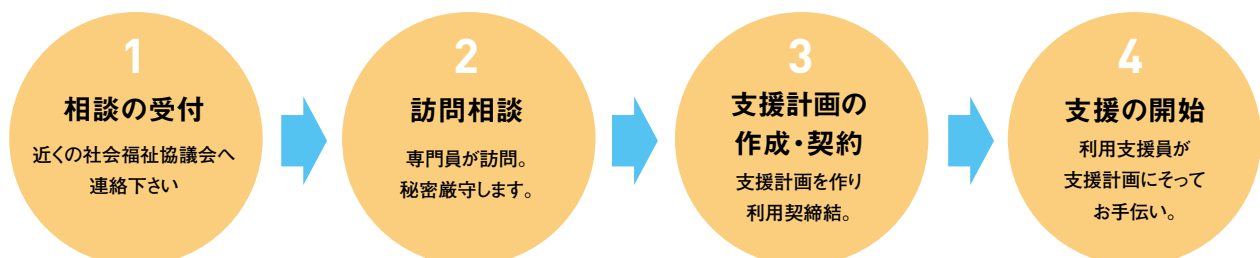 1
相談の受付
近くの社会福祉協議会へ
連絡下さい
2
訪問相談
専門員が訪問。
秘密厳守します。
3
支援計画の
作成・契約
支援計画を作り
利用契締結。
4
支援の開始
利用支援員が
支援計画にそって
お手伝い。